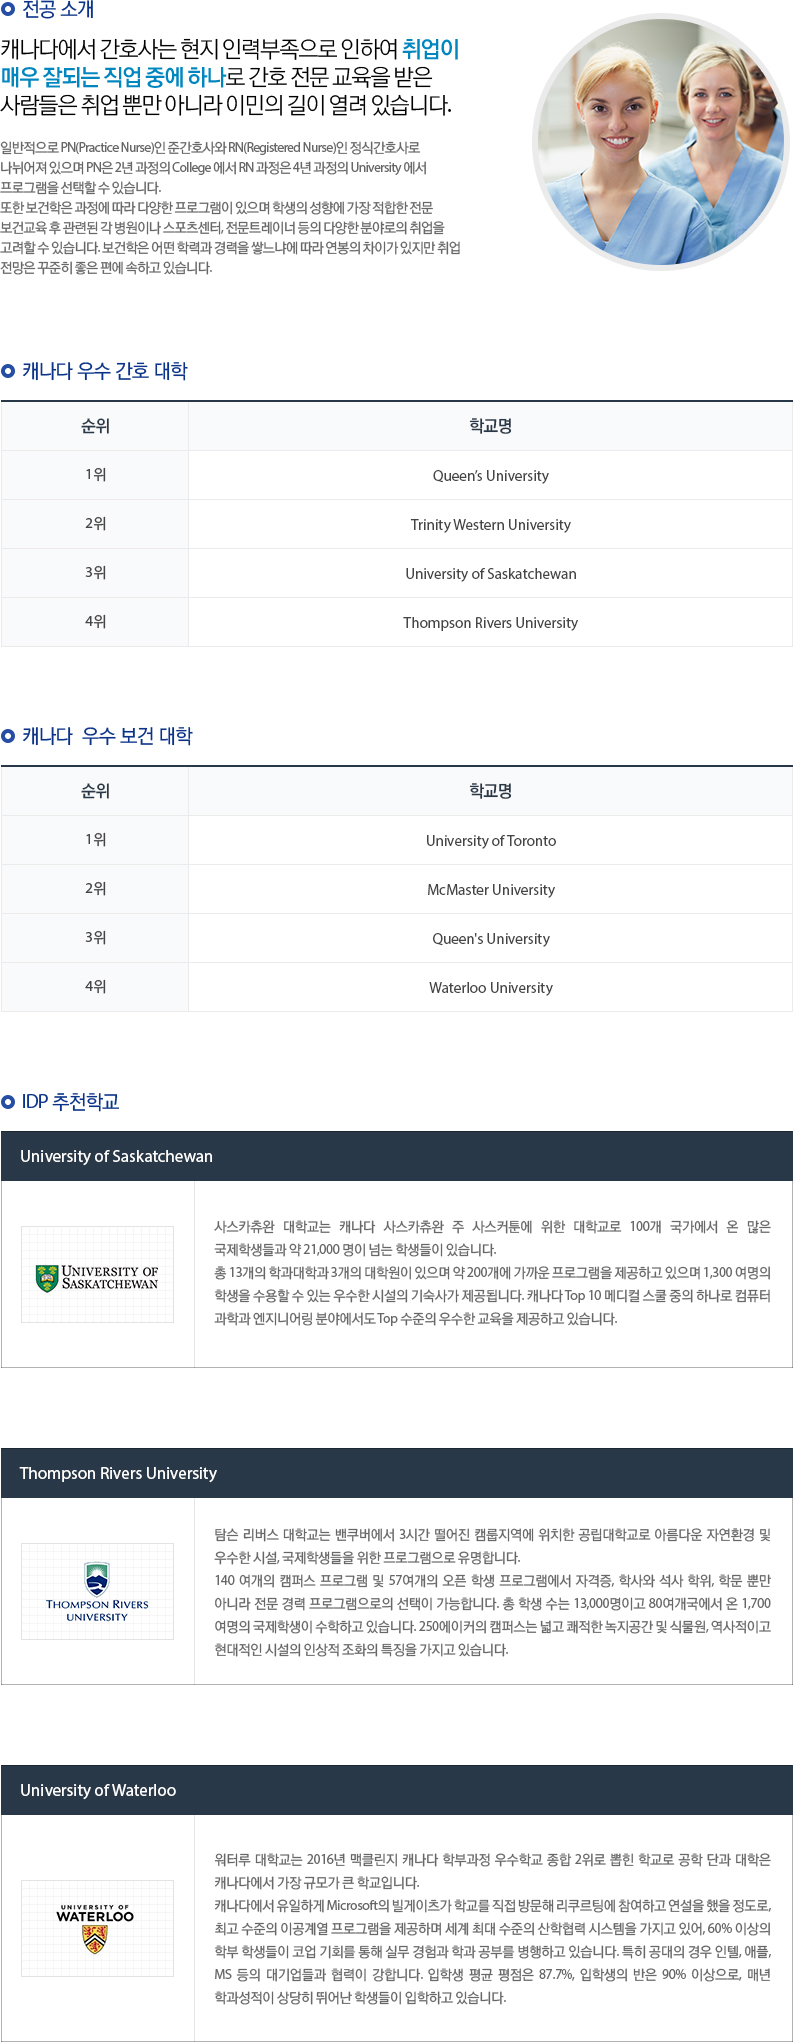 전공 소개
캐나다에서 간호사는 현지 인력부족으로 인하여 취업이
매우 잘되는 직업 중에 하나로 간호 전문 교육을 받은
사람들은 취업 뿐만 아니라 이민의 길이 열려 있습니다.
일반적으로 PN(Practice Nurse)인 준간호사와 RN(Registered Nurse)인 정식간호사로
나뉘어져 있으며 PN은 2년 과정의 College 에서 RN 과정은 4년 과정의 University 에서
프로그램을 선택할 수 있습니다.
또한 보건학은 과정에 따라 다양한 프로그램이 있으며 학생의 성향에 가장 적합한 전문
보건교육 후 관련된 각 병원이나 스포츠센터, 전문트레이너 등의 다양한 분야로의 취업을
고려할 수 있습니다. 보건학은 어떤 학력과 경력을 쌓느냐에 따라 연봉의 차이가 있지만 취업
전망은 꾸준히 좋은 편에 속하고 있습니다.
캐나다 우수 간호 대학
순위 학교명
1위 Queen’s University
2위 Trinity Western University
3위 University of Saskatchewan
4위 Thompson Rivers University
캐나다 우수 보건 대학
순위 학교명
1위 University of Toronto
2위 McMaster University
3위 Queen's University
4위 Waterloo University
IDP 추천학교
University of Saskatchewan
UNIVERSITY OF
SASKATCHEWAN
사스카츄완 대학교는 캐나다 사스카츄완 주 사스커툰에 위한 대학교로 100개 국가에서 온 많은
국제학생들과 약 21,000 명이 넘는 학생들이 있습니다.
총 13개의 학과대학과 3개의 대학원이 있으며 약 200개에 가까운 프로그램을 제공하고 있으며 1,300 여명의
학생을 수용할 수 있는 우수한 시설의 기숙사가 제공됩니다. 캐나다 Top 10 메디컬 스쿨 중의 하나로 컴퓨터
과학과 엔지니어링 분야에서도 Top 수준의 우수한 교육을 제공하고 있습니다.
Thompson Rivers University
THOMPSON RIVERS
UNIVERSITY
탐슨 리버스 대학교는 밴쿠버에서 3시간 떨어진 캠룹지역에 위치한 공립대학교로 아름다운 자연환경 및
우수한 시설, 국제학생들을 위한 프로그램으로 유명합니다.
140 여개의 캠퍼스 프로그램 및 57여개의 오픈 학생 프로그램에서 자격증, 학사와 석사 학위, 학문 뿐만
아니라 전문 경력 프로그램으로의 선택이 가능합니다. 총 학생 수는 13,000명이고 80여개국에서 온 1,700
여명의 국제학생이 수학하고 있습니다. 250에이커의 캠퍼스는 넓고 쾌적한 녹지공간 및 식물원, 역사적이고
현대적인 시설의 인상적 조화의 특징을 가지고 있습니다.
University of Waterloo
UNIVERSITY OF
WATERLOO
워터루 대학교는 2016년 맥클린지 캐나다 학부과정 우수학교 종합 2위로 뽑힌 학교로 공학 단과 대학은
캐나다에서 가장 규모가 큰 학교입니다.
캐나다에서 유일하게 Microsoft의 빌게이츠가 학교를 직접 방문해 리쿠르팅에 참여하고 연설을 했을 정도로,
최고 수준의 이공계열 프로그램을 제공하며 세계 최대 수준의 산학협력 시스템을 가지고 있어, 60% 이상의
학부 학생들이 코업 기회를 통해 실무 경험과 학과 공부를 병행하고 있습니다. 특히 공대의 경우 인텔, 애플,
MS 등의 대기업들과 협력이 강합니다. 입학생 평균 평점은 87.7%, 입학생의 반은 90% 이상으로, 매년
학과성적이 상당히 뛰어난 학생들이 입학하고 있습니다.